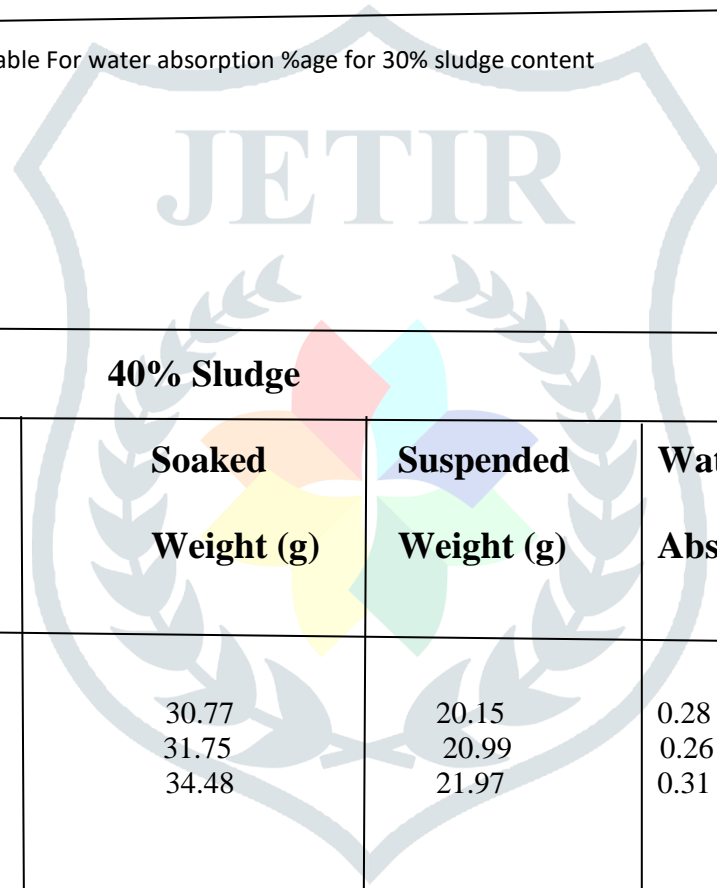 able For water absorption %age for 30% sludge content
JETIR
40% Sludge
Soaked Suspended Wat
Weight (g) Weight (g) Abs
30.77 20.15 0.28
31.75 20.99 0.26
34.48 21.97 0.31